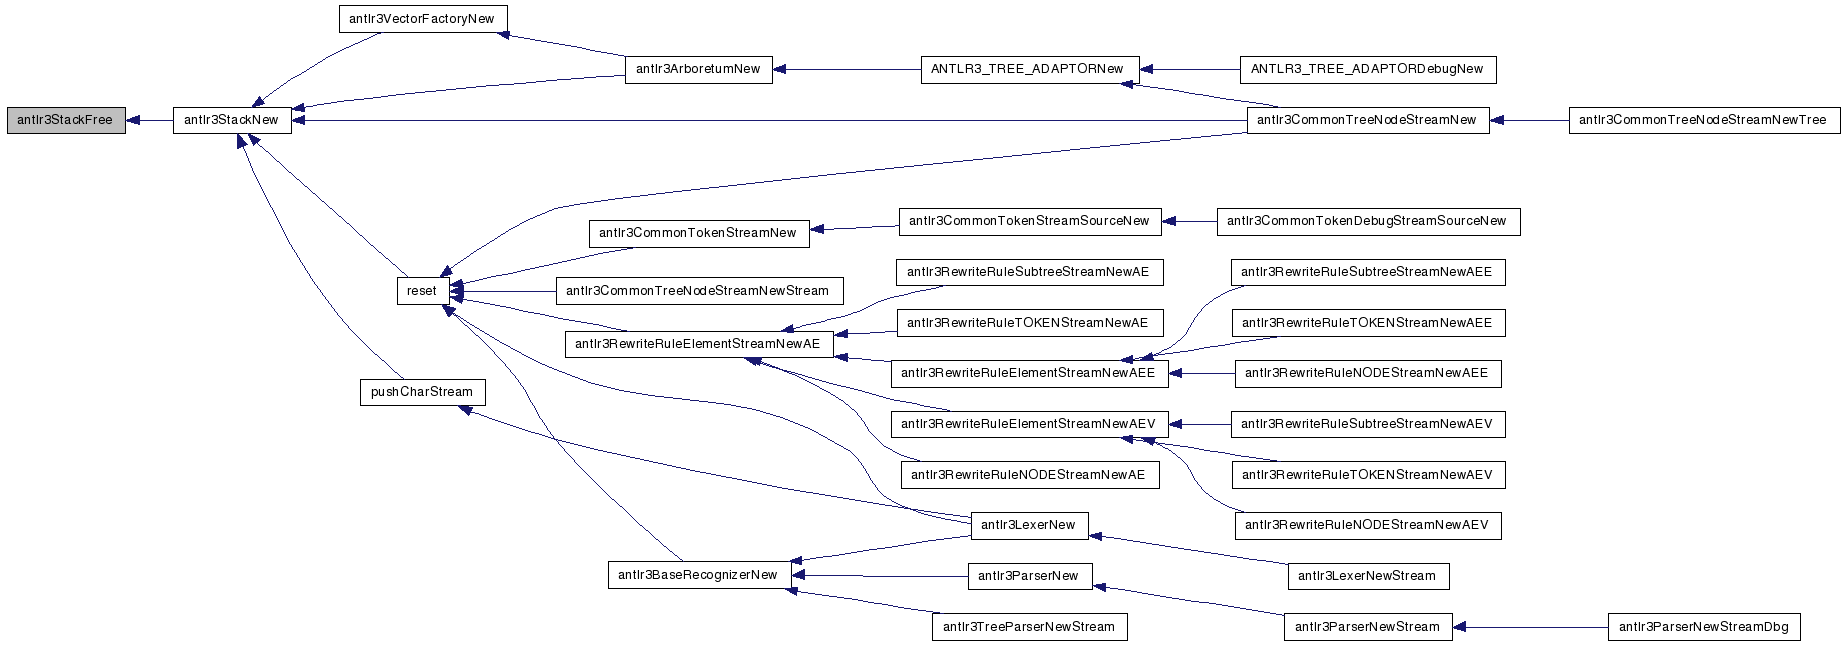 antlr3VectorFactoryNew
antlr3ArboretumNew
ANTLR3_TREE_ADAPTORNew
ANTLR3_TREE_ADAPTORDebugNew
antlr3StackFree
antlr3StackNew
antlr3CommonTreeNodeStreamNew
antlr3CommonTreeNodeStreamNewTree
antlr3CommonTokenStreamNew
antlr3CommonTokenStreamSourceNew
antlr3CommonTokenDebugStreamSourceNew
antlr3RewriteRuleSubtreeStreamNewAE
antlr3RewriteRuleSubtreeStreamNewAEE
reset
antlr3CommonTreeNodeStreamNewStream
antlr3RewriteRuleTOKENStreamNewAE
antlr3RewriteRuleTOKENStreamNewAEE
antlr3RewriteRuleElementStreamNewAE
antlr3RewriteRuleElementStreamNewAEE
antlr3RewriteRuleNODEStreamNewAEE
pushCharStream
antlr3RewriteRuleElementStreamNewAEV
antlr3RewriteRuleSubtreeStreamNewAEV
antlr3RewriteRuleNODEStreamNewAE
antlr3RewriteRuleTOKENStreamNewAEV
antlr3LexerNew
antlr3RewriteRuleNODEStreamNewAEV
antlr3BaseRecognizerNew
antlr3ParserNew
antlr3LexerNewStream
antlr3TreeParserNewStream
antlr3ParserNewStream
antlr3ParserNewStreamDbg